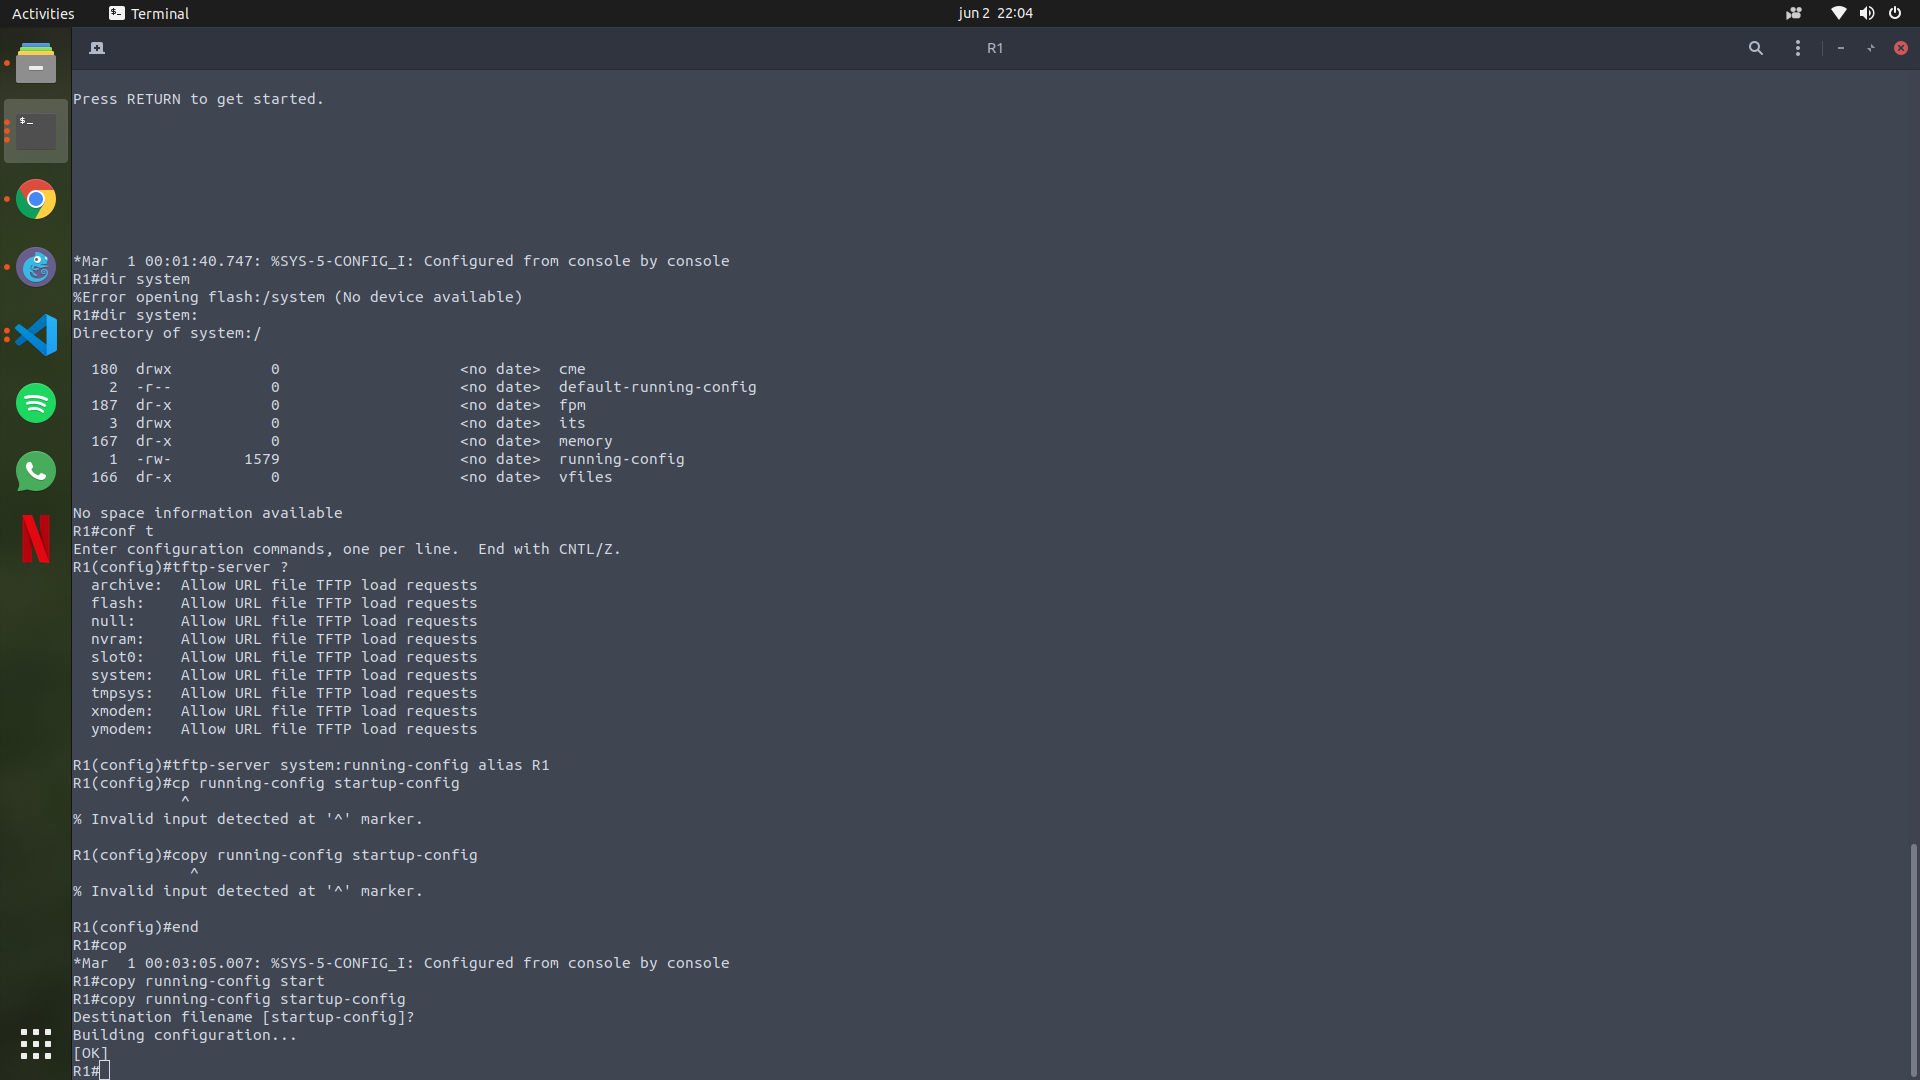 Activities
Terminal
jun 2 22:04
R1
Press RETURN to get started.
*Mar  1 00:01:40.747: %SYS-5-CONFIG_I: Configured from console by console
R1#dir system
%Error opening flash:/system (No device available)
R1#dir system:
Directory of system:/
  180  drwx           0                    <no date>  cme
    2  -r--           0                    <no date>  default-running-config
  187  dr-x           0                    <no date>  fpm
    3  drwx           0                    <no date>  its
  167  dr-x           0                    <no date>  memory
    1  -rw-        1579                    <no date>  running-config
  166  dr-x           0                    <no date>  vfiles
No space information available
R1#conf t
Enter configuration commands, one per line.  End with CNTL/Z.
R1(config)#tftp-server ?
  archive:  Allow URL file TFTP load requests
  flash:    Allow URL file TFTP load requests
  null:     Allow URL file TFTP load requests
  nvram:    Allow URL file TFTP load requests
  slot0:    Allow URL file TFTP load requests
  system:   Allow URL file TFTP load requests
  tmpsys:   Allow URL file TFTP load requests
  xmodem:   Allow URL file TFTP load requests
  ymodem:   Allow URL file TFTP load requests
R1(config)#tftp-server system:running-config alias R1
R1(config)#cp running-config startup-config
            ^
% Invalid input detected at '^' marker.
R1(config)#copy running-config startup-config
             ^
% Invalid input detected at '^' marker.
R1(config)#end
R1#cop
*Mar  1 00:03:05.007: %SYS-5-CONFIG_I: Configured from console by console
R1#copy running-config start
R1#copy running-config startup-config
Destination filename [startup-config]?
Building configuration...
[OK]
R1#